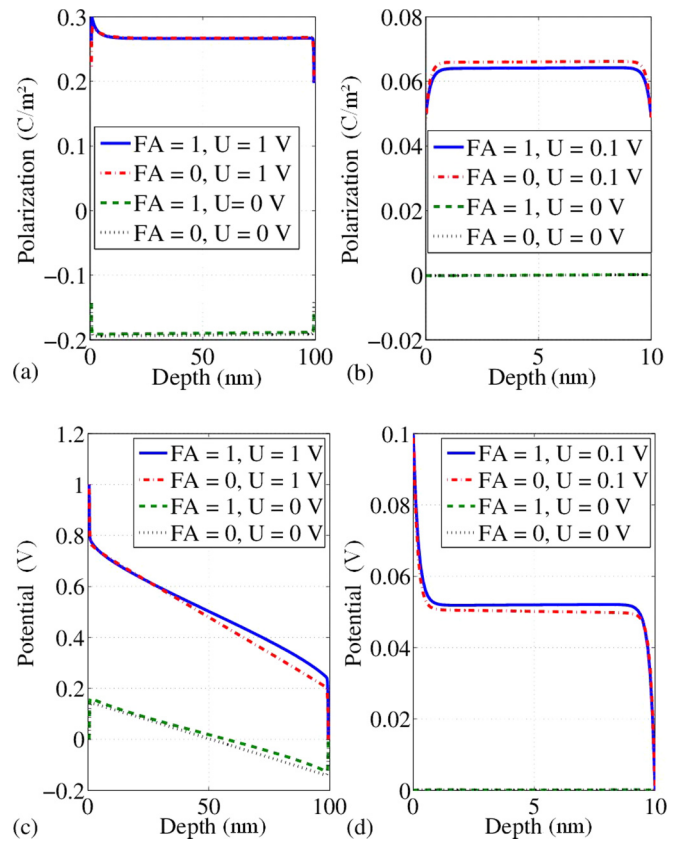 0.3
0.2
0.1
0
−0.1
−0.2
Polarization (C/m²)
FA = 1, U = 1 V
FA = 0, U = 1 V
FA = 1, U= 0 V
FA = 0, U = 0 V
0
50
100
Depth (nm)
(a)
0.08
0.06
0.04
0.02
0
−0.02
Polarization (C/m²)
FA = 1, U = 0.1 V
FA = 0, U = 0.1 V
FA = 1, U = 0 V
FA = 0, U = 0 V
0
5
10
Depth (nm)
(b)
1.2
1
0.8
0.6
0.4
0.2
0
−0.2
Potential (V)
FA = 1, U = 1 V
FA = 0, U = 1 V
FA = 1, U = 0 V
FA = 0, U = 0 V
0
50
100
Depth (nm)
(c)
0.1
0.08
0.06
0.04
0.02
0
Potential (V)
FA = 1, U = 0.1 V
FA = 0, U = 0.1 V
FA = 1, U = 0 V
FA = 0, U = 0 V
0
5
10
Depth (nm)
(d)